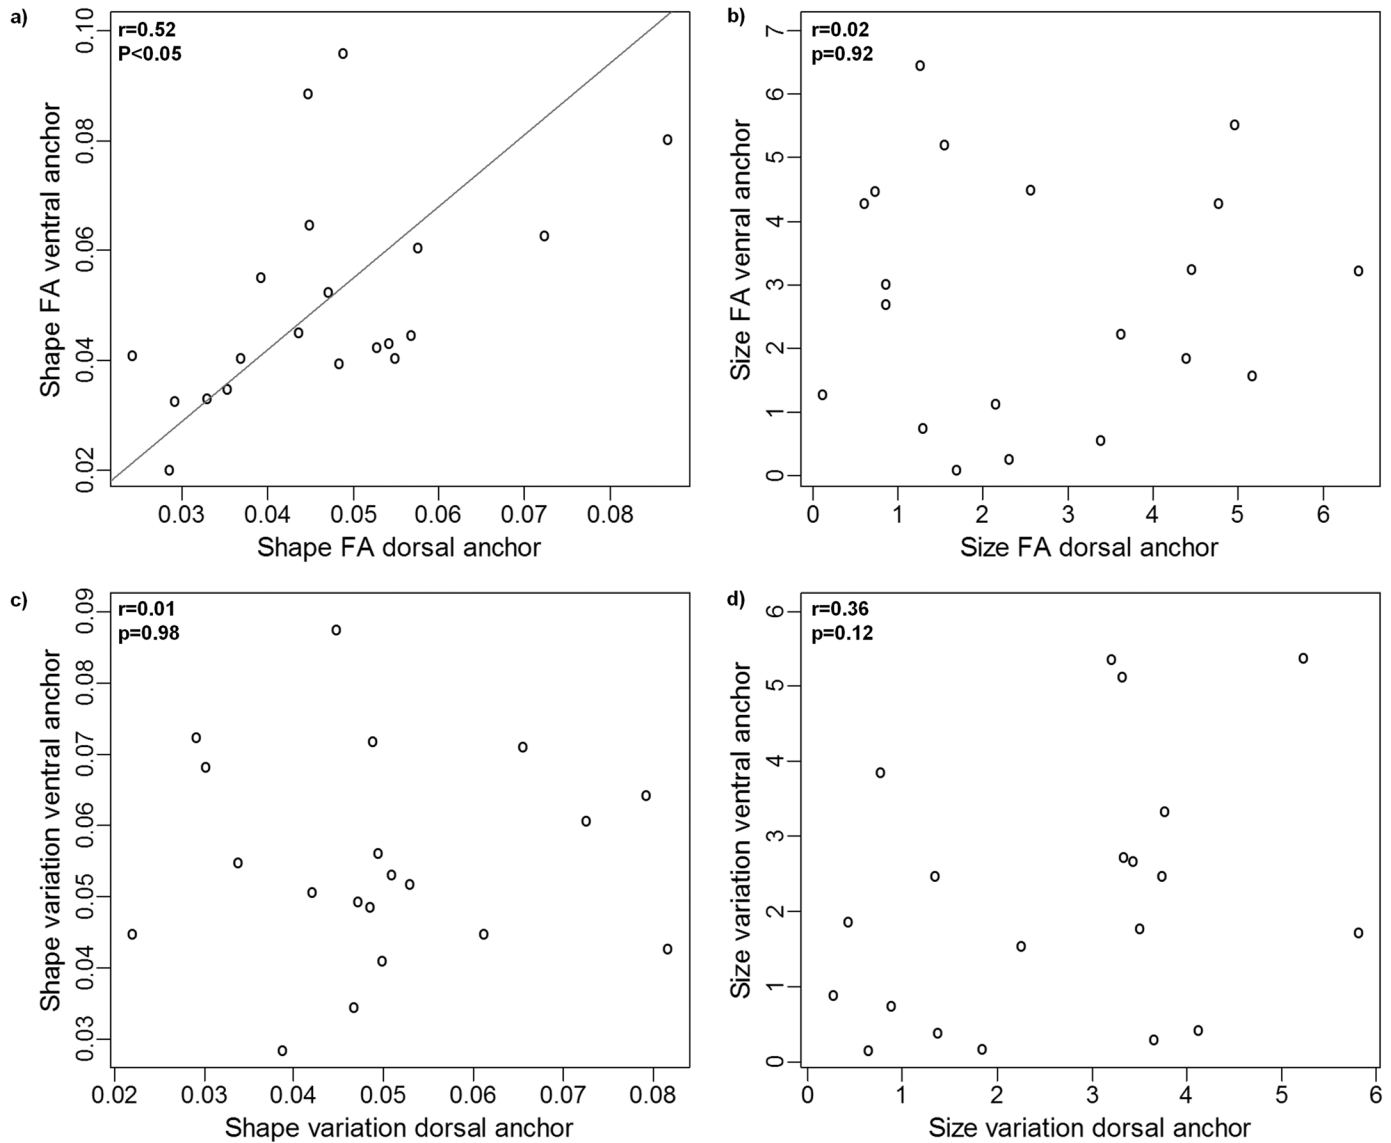 a)
r=0.52
P<0.05
0.10
0.08
0.06
0.04
0.02
Shape FA ventral anchor
0.03 0.04 0.05 0.06 0.07 0.08
Shape FA dorsal anchor
b)
r=0.02
p=0.92
7
6
5
4
3
2
1
0
Size FA venral anchor
0 1 2 3 4 5 6
Size FA dorsal anchor
c)
r=0.01
p=0.98
0.09
0.08
0.07
0.06
0.05
0.04
0.03
Shape variation ventral anchor
0.02 0.03 0.04 0.05 0.06 0.07 0.08
Shape variation dorsal anchor
d)
r=0.36
p=0.12
6
5
4
3
2
1
0
Size variation ventral anchor
0 1 2 3 4 5 6
Size variation dorsal anchor